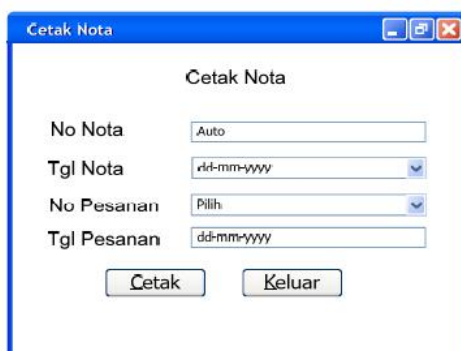 Cetak Nota
Cetak Nota
No Nota Auto
Tgl Nota dd-mm-yyyy
No Pesanan Pilih
Tgl Pesanan dd-mm-yyyy
Cetak Keluar